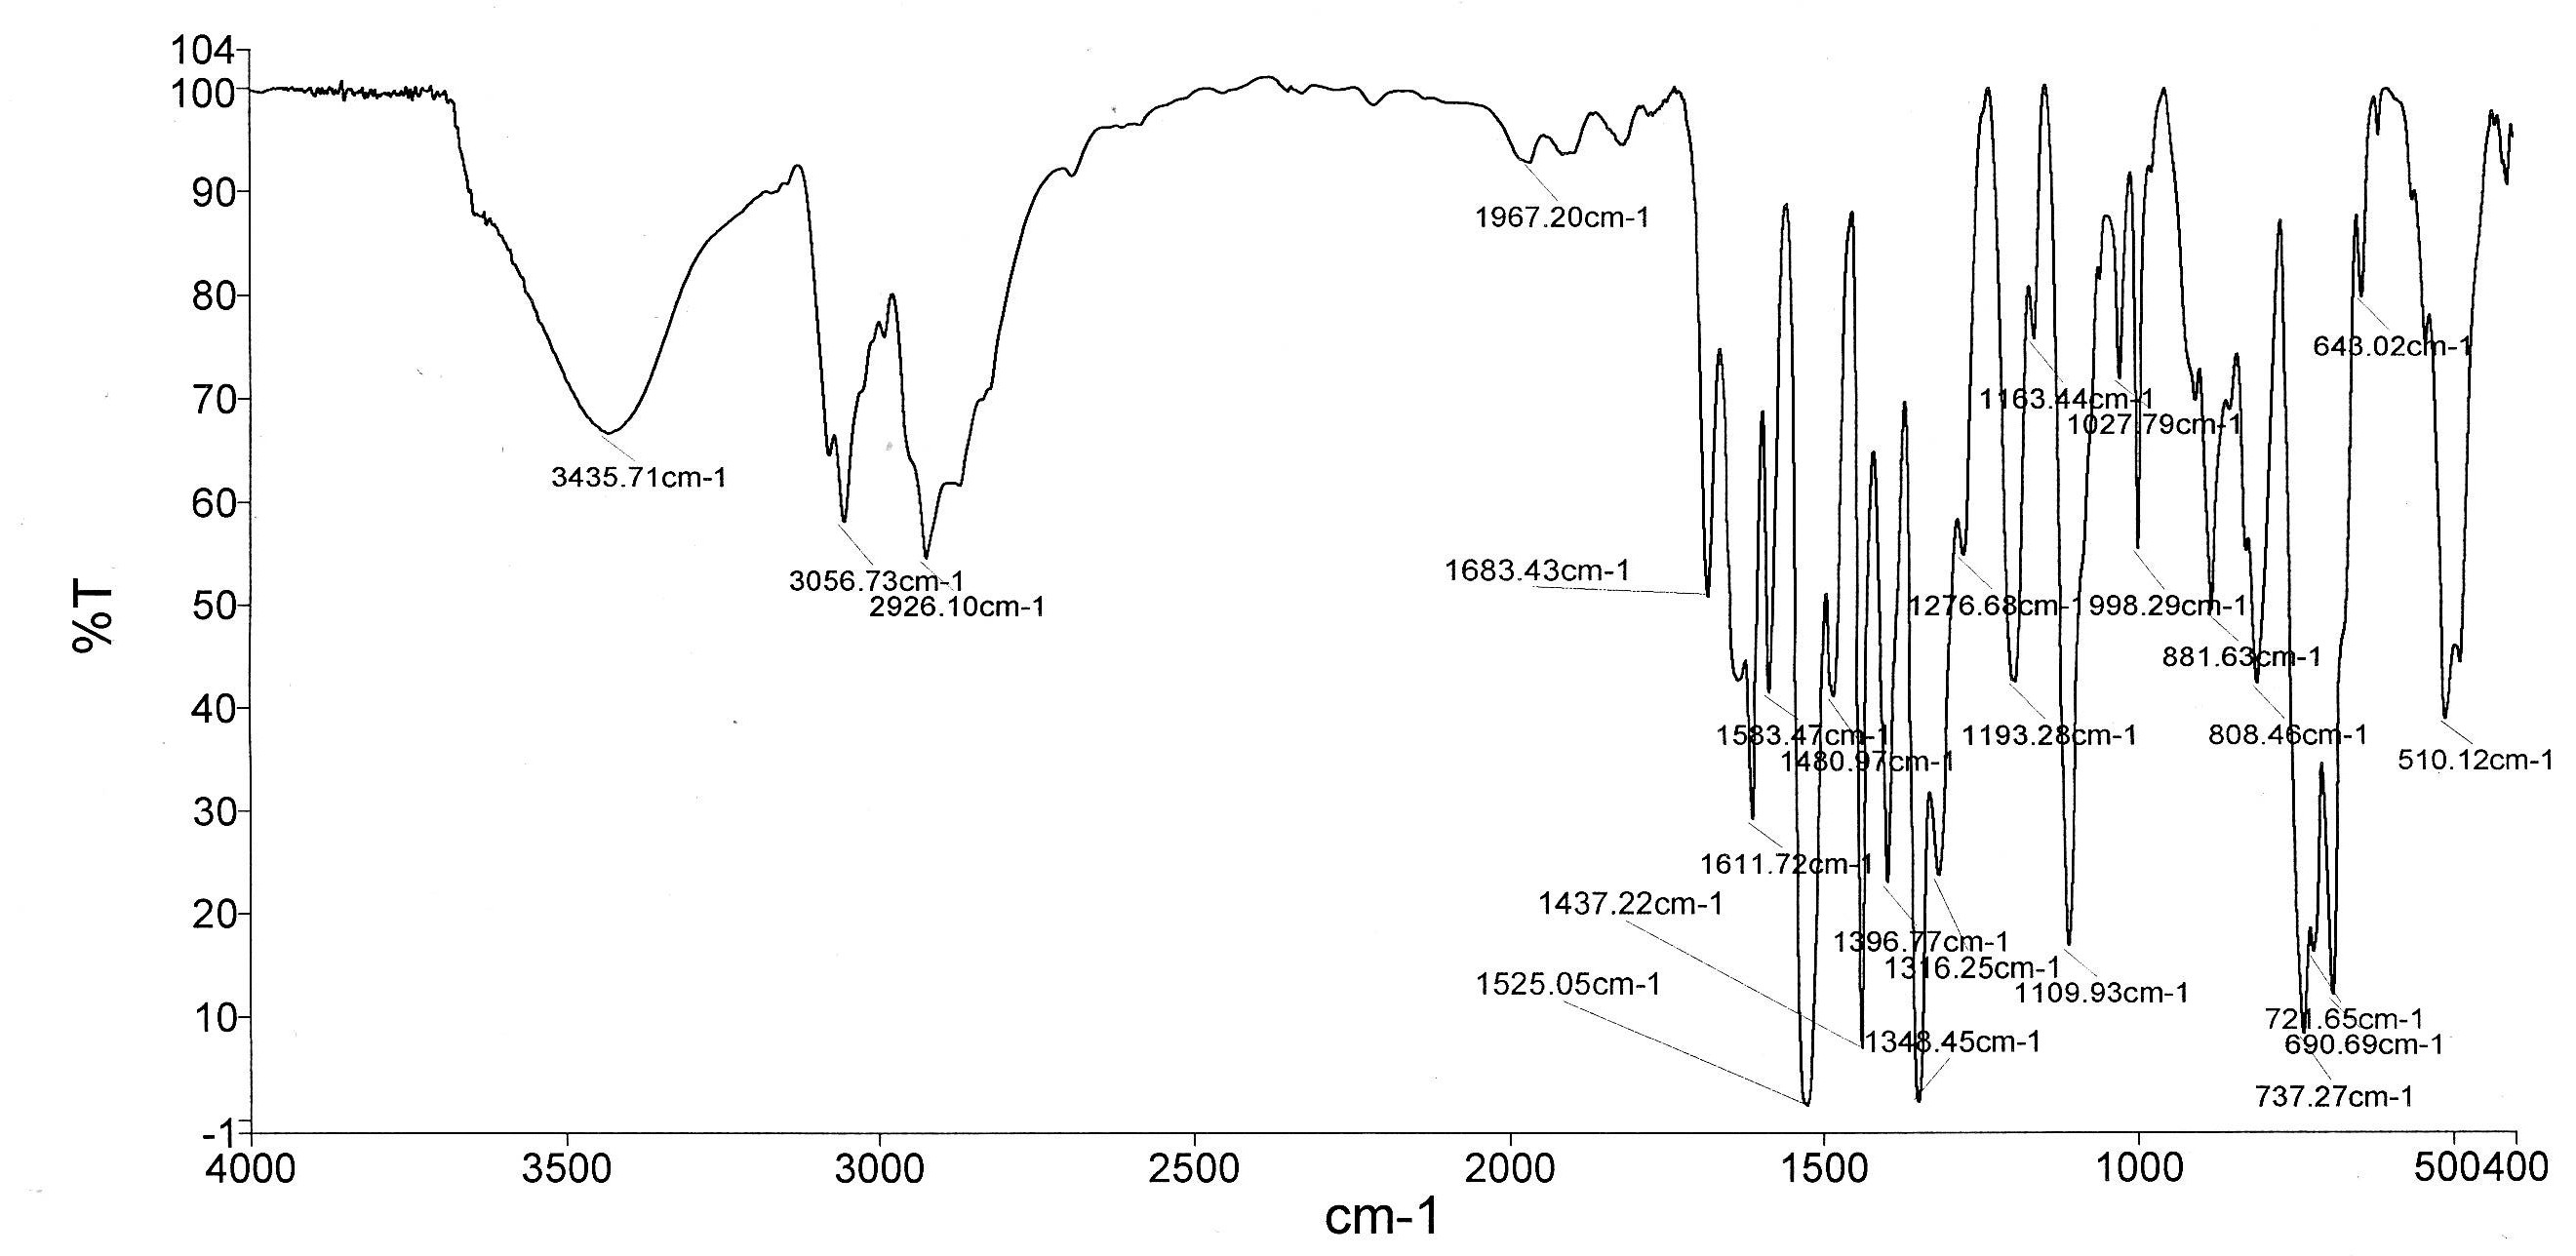 104
100
90
80
70
60
50
40
30
20
10
-1
%T
4000
3500
3000
2500
2000
1500
1000
500400
cm-1
3435.71cm-1
3056.73cm-1
2926.10cm-1
1967.20cm-1
1683.43cm-1
1611.72cm-1
1583.47cm-1
1525.05cm-1
1480.97cm-1
1437.22cm-1
1396.77cm-1
1348.45cm-1
1316.25cm-1
1276.68cm-1
1193.28cm-1
1163.44cm-1
1109.93cm-1
1027.79cm-1
998.29cm-1
881.63cm-1
808.46cm-1
737.27cm-1
721.65cm-1
690.69cm-1
643.02cm-1
510.12cm-1